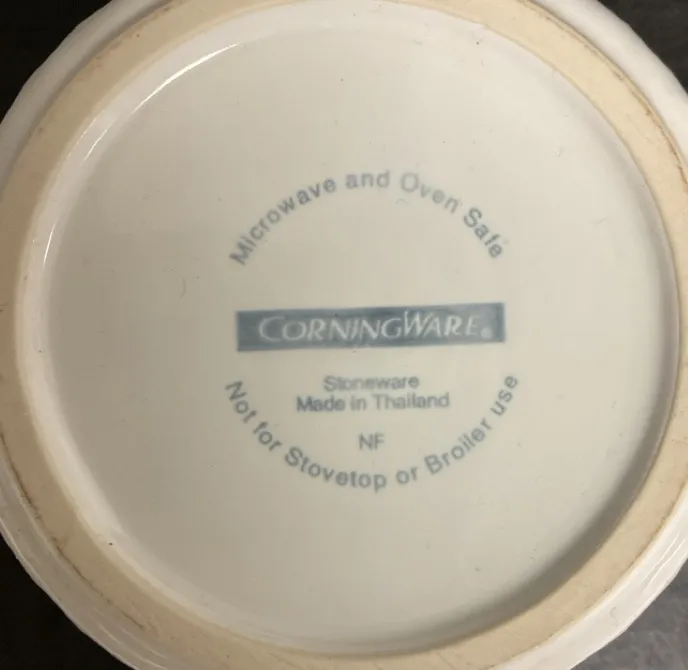 Microwave and Oven Safe
CORNINGWARE®
Stoneware
Made in Thailand
NF
Not for Stovetop or Broiler use